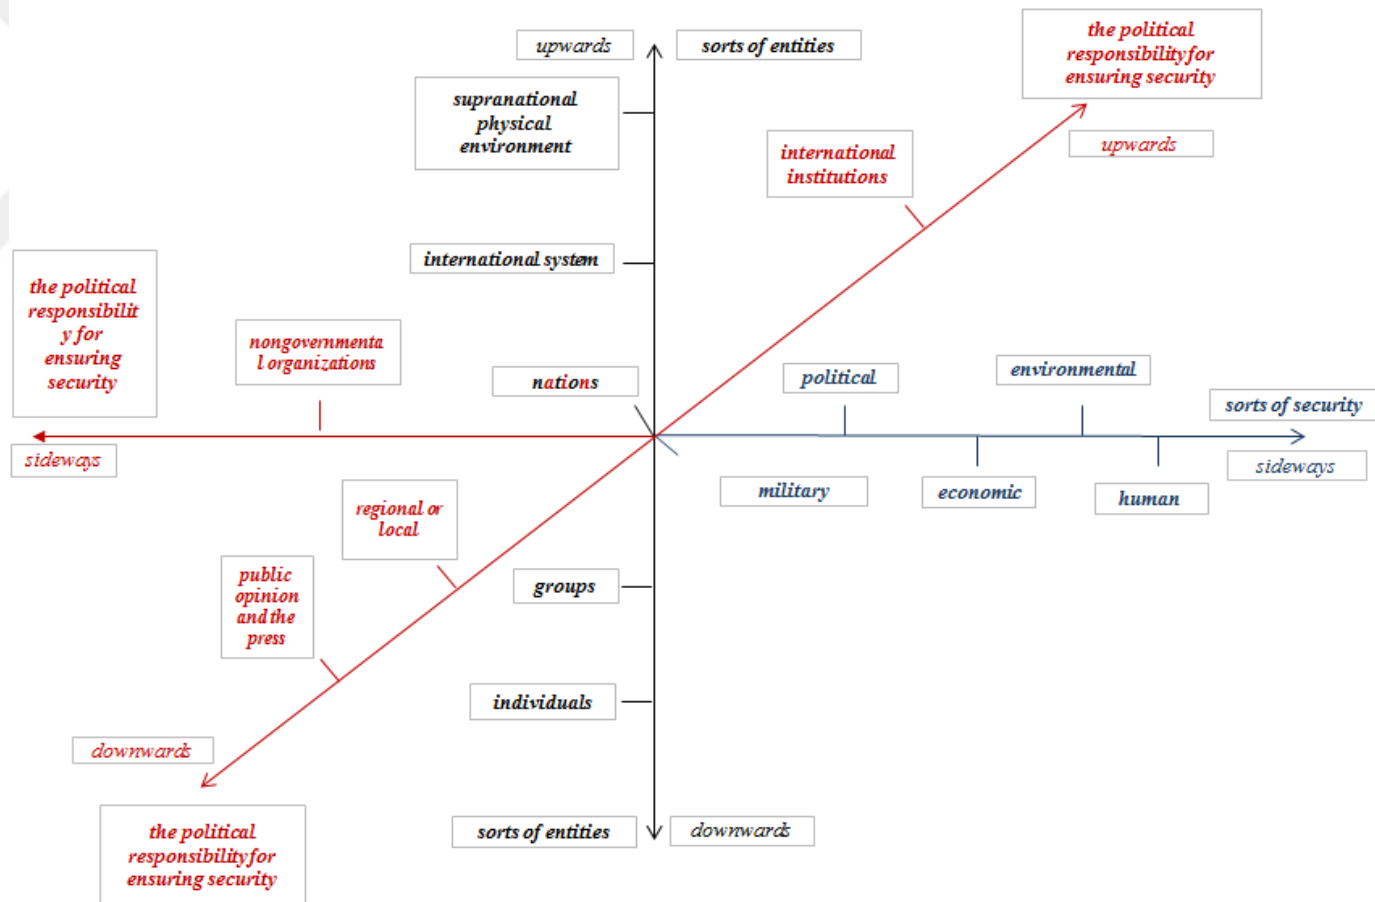 upwards
sorts of entities
the political
responsibility for
ensuring security
supranational
physical
environment
upwards
international
institutions
international system
the political
responsibilit
y for
ensuring
security
nongovernmenta
l organizations
nations
political
environmental
sorts of security
sideways
sideways
military
economic
human
regional or
local
public
opinion
and the
press
groups
individuals
downwards
the political
responsibility for
ensuring security
sorts of entities
downwards